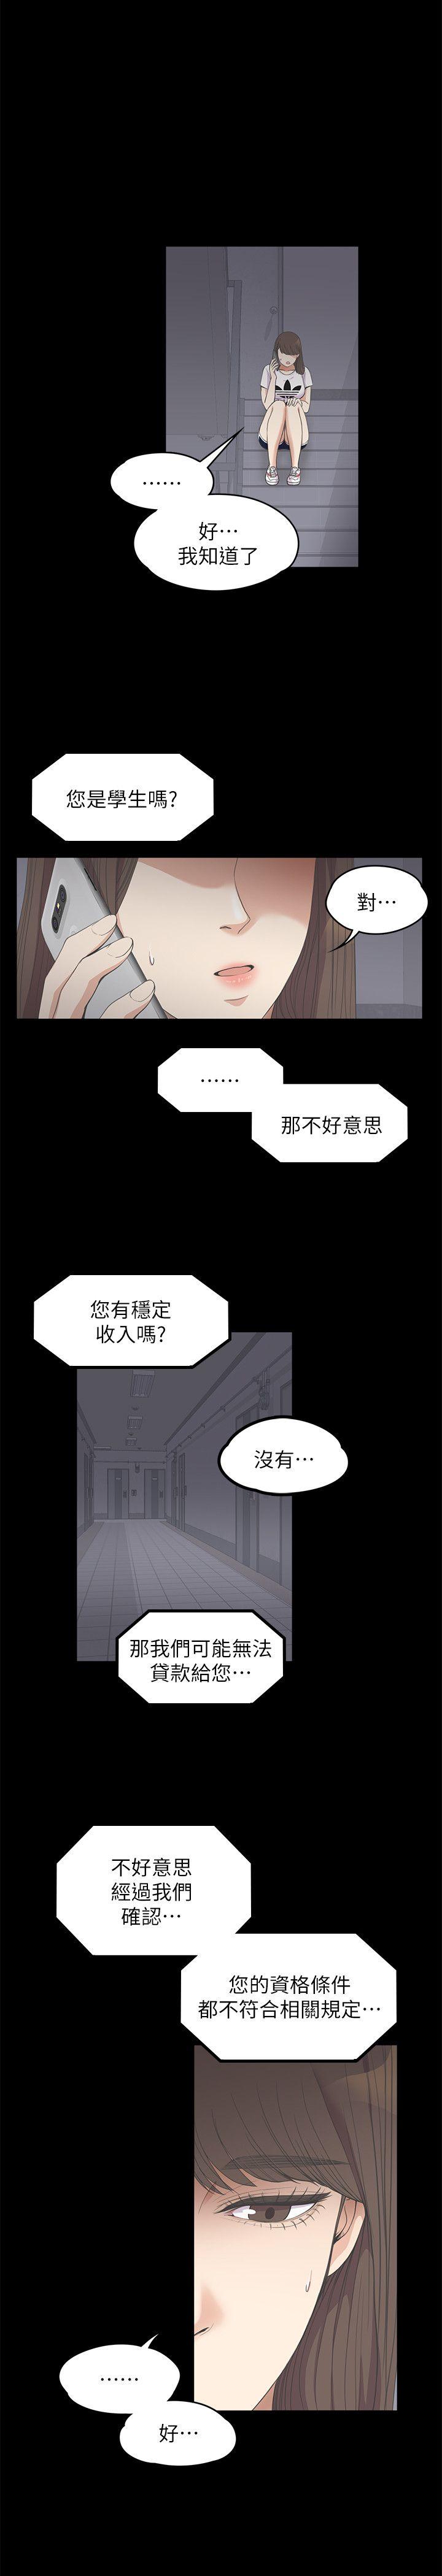 ……
好…
我知道了
您是學生嗎?
對…
……
那不好意思
您有穩定
收入嗎?
沒有…
那我們可能無法
貸款給您…
不好意思
經過我們
確認…
您的資格條件
都不符合相關規定…
……
好…